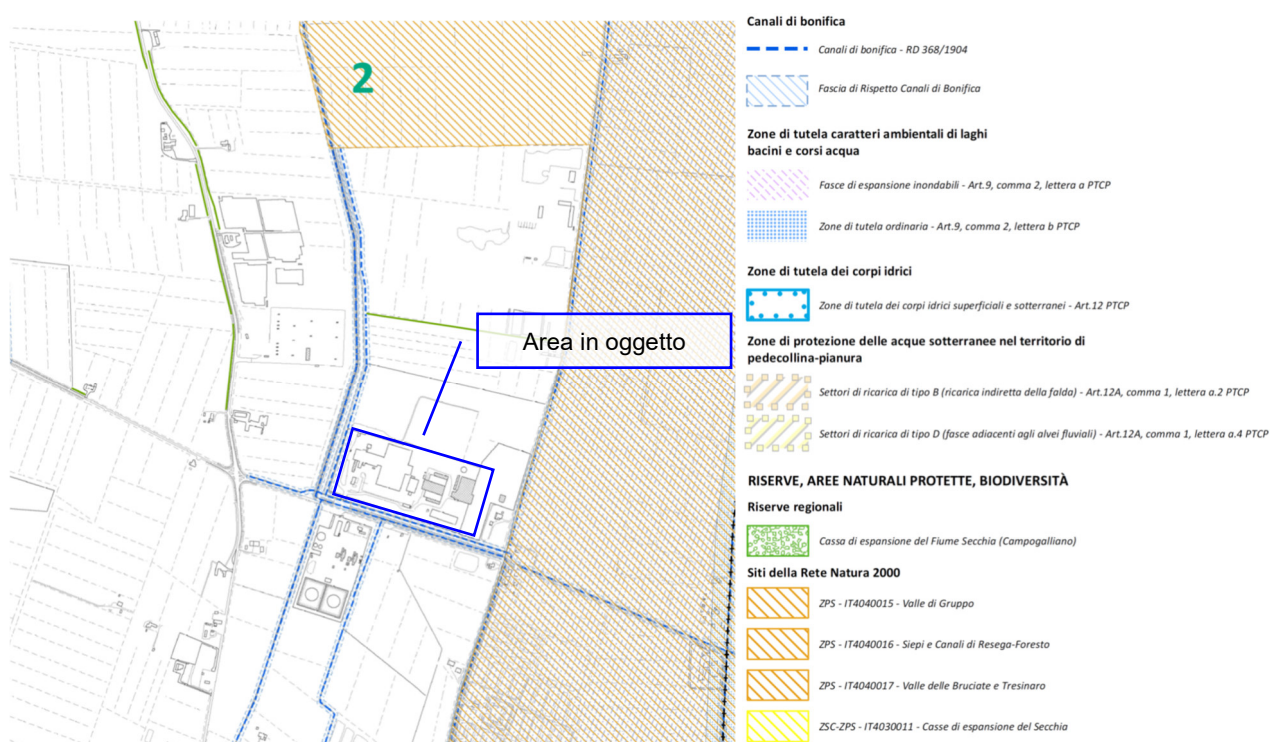 2
Area in oggetto
Canali di bonifica
Canali di bonifica - RD 368/1904
Fascia di Rispetto Canali di Bonifica
Zone di tutela caratteri ambientali di laghi
bacini e corsi acqua
Fasce di espansione inondabili - Art.9, comma 2, lettera a PTCP
Zone di tutela ordinaria - Art.9, comma 2, lettera b PTCP
Zone di tutela dei corpi idrici
Zone di tutela dei corpi idrici superficiali e sotterranei - Art.12 PTCP
Zone di protezione delle acque sotterranee nel territorio di
pedecollina-pianura
Settori di ricarica di tipo B (ricarica indiretta della falda) - Art.12A, comma 1, lettera a.2 PTCP
Settori di ricarica di tipo D (fasce adiacenti agli alvei fluviali) - Art.12A, comma 1, lettera a.4 PTCP
RISERVE, AREE NATURALI PROTETTE, BIODIVERSITÀ
Riserve regionali
Cassa di espansione del Fiume Secchia (Campogalliano)
Siti della Rete Natura 2000
ZPS - IT4040015 - Valle di Gruppo
ZPS - IT4040016 - Siepi e Canali di Resega-Foresto
ZPS - IT4040017 - Valle delle Bruciate e Tresinaro
ZSC-ZPS - IT4030011 - Casse di espansione del Secchia